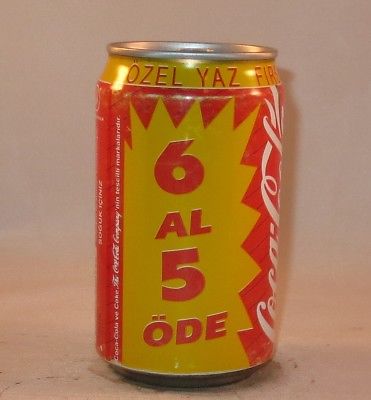 ÖZEL YAZ FIRS
6
AL
5
ÖDE
Coca-Cola
SOĞUK İÇİNİZ
Coca-Cola ve Coke The Coca-Cola Company'nin tescilli markalarıdır.